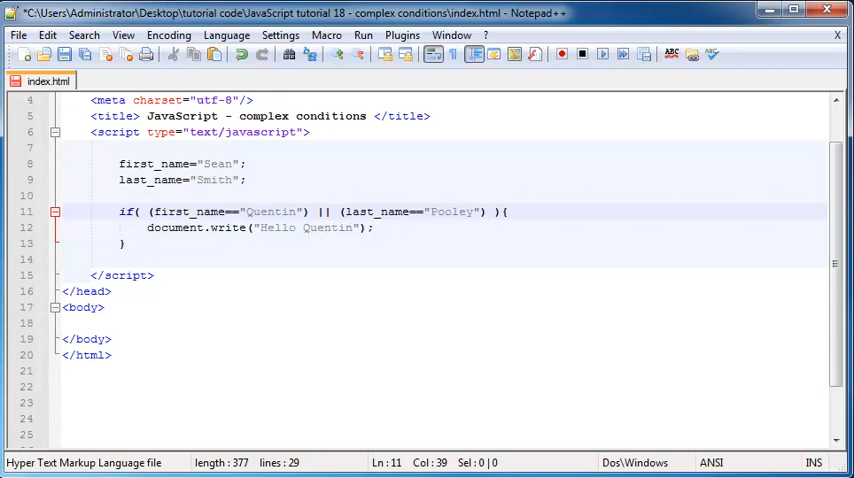 *C:\Users\Administrator\Desktop\tutorial code\JavaScript tutorial 18 - complex conditions\index.html - Notepad++
File Edit Search View Encoding Language Settings Macro Run Plugins Window ? X
index.html
4 <meta charset="utf-8"/>
5 <title> JavaScript - complex conditions </title>
6 <script type="text/javascript">
7
8 first_name="Sean";
9 last_name="Smith";
10
11 if( (first_name=="Quentin") || (last_name=="Pooley") ){
12 document.write("Hello Quentin");
13 }
14
15 </script>
16 </head>
17 <body>
18
19 </body>
20 </html>
21
22
23
24
Hyper Text Markup Language file length : 377 lines : 29 Ln : 11 Col : 39 Sel : 0 | 0 Dos\Windows ANSI INS